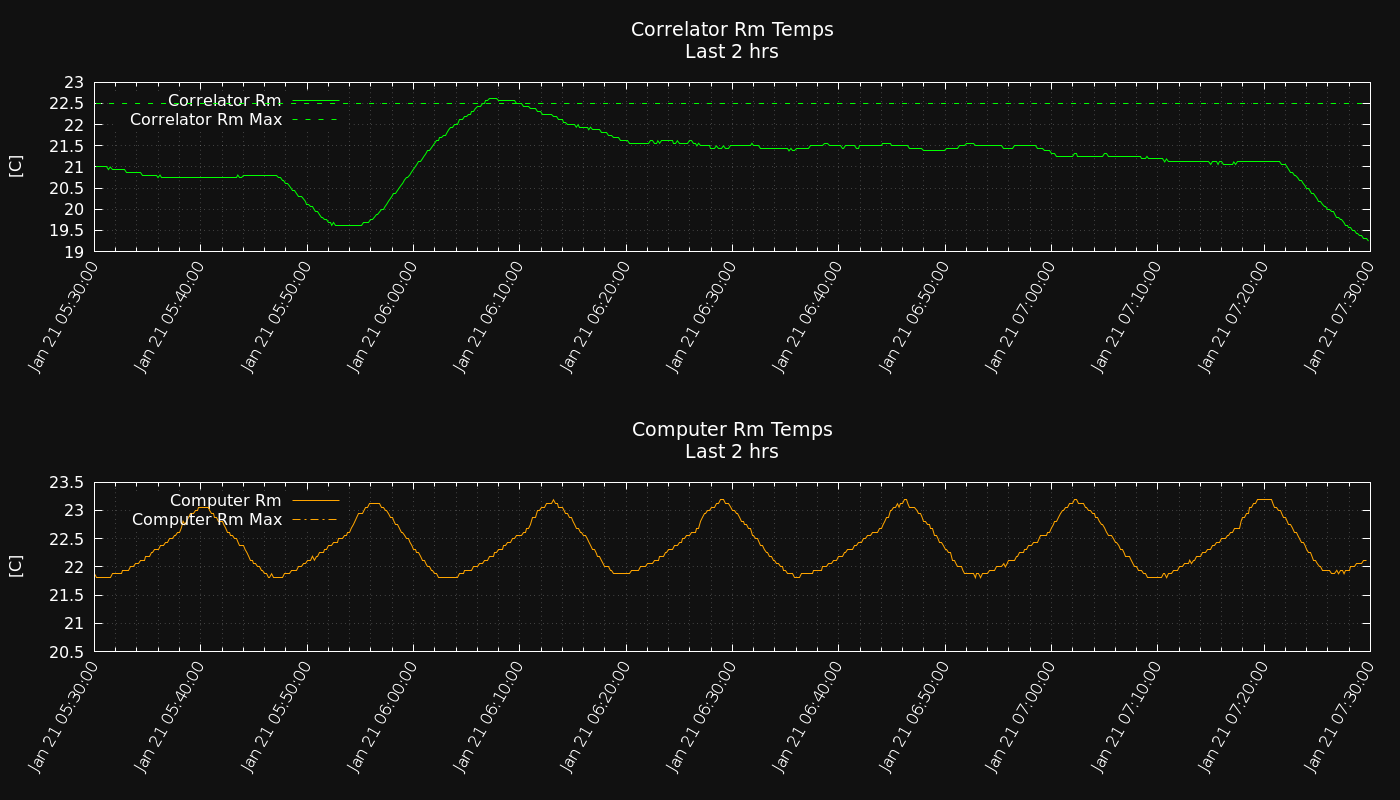 Correlator Rm Temps
Last 2 hrs
23
22.5
22
21.5
21
20.5
20
19.5
19
[C]
Correlator Rm
Correlator Rm Max
Jan 21 05:30:00
Jan 21 05:40:00
Jan 21 05:50:00
Jan 21 06:00:00
Jan 21 06:10:00
Jan 21 06:20:00
Jan 21 06:30:00
Jan 21 06:40:00
Jan 21 06:50:00
Jan 21 07:00:00
Jan 21 07:10:00
Jan 21 07:20:00
Jan 21 07:30:00
Computer Rm Temps
Last 2 hrs
23.5
23
22.5
22
21.5
21
20.5
[C]
Computer Rm
Computer Rm Max
Jan 21 05:30:00
Jan 21 05:40:00
Jan 21 05:50:00
Jan 21 06:00:00
Jan 21 06:10:00
Jan 21 06:20:00
Jan 21 06:30:00
Jan 21 06:40:00
Jan 21 06:50:00
Jan 21 07:00:00
Jan 21 07:10:00
Jan 21 07:20:00
Jan 21 07:30:00